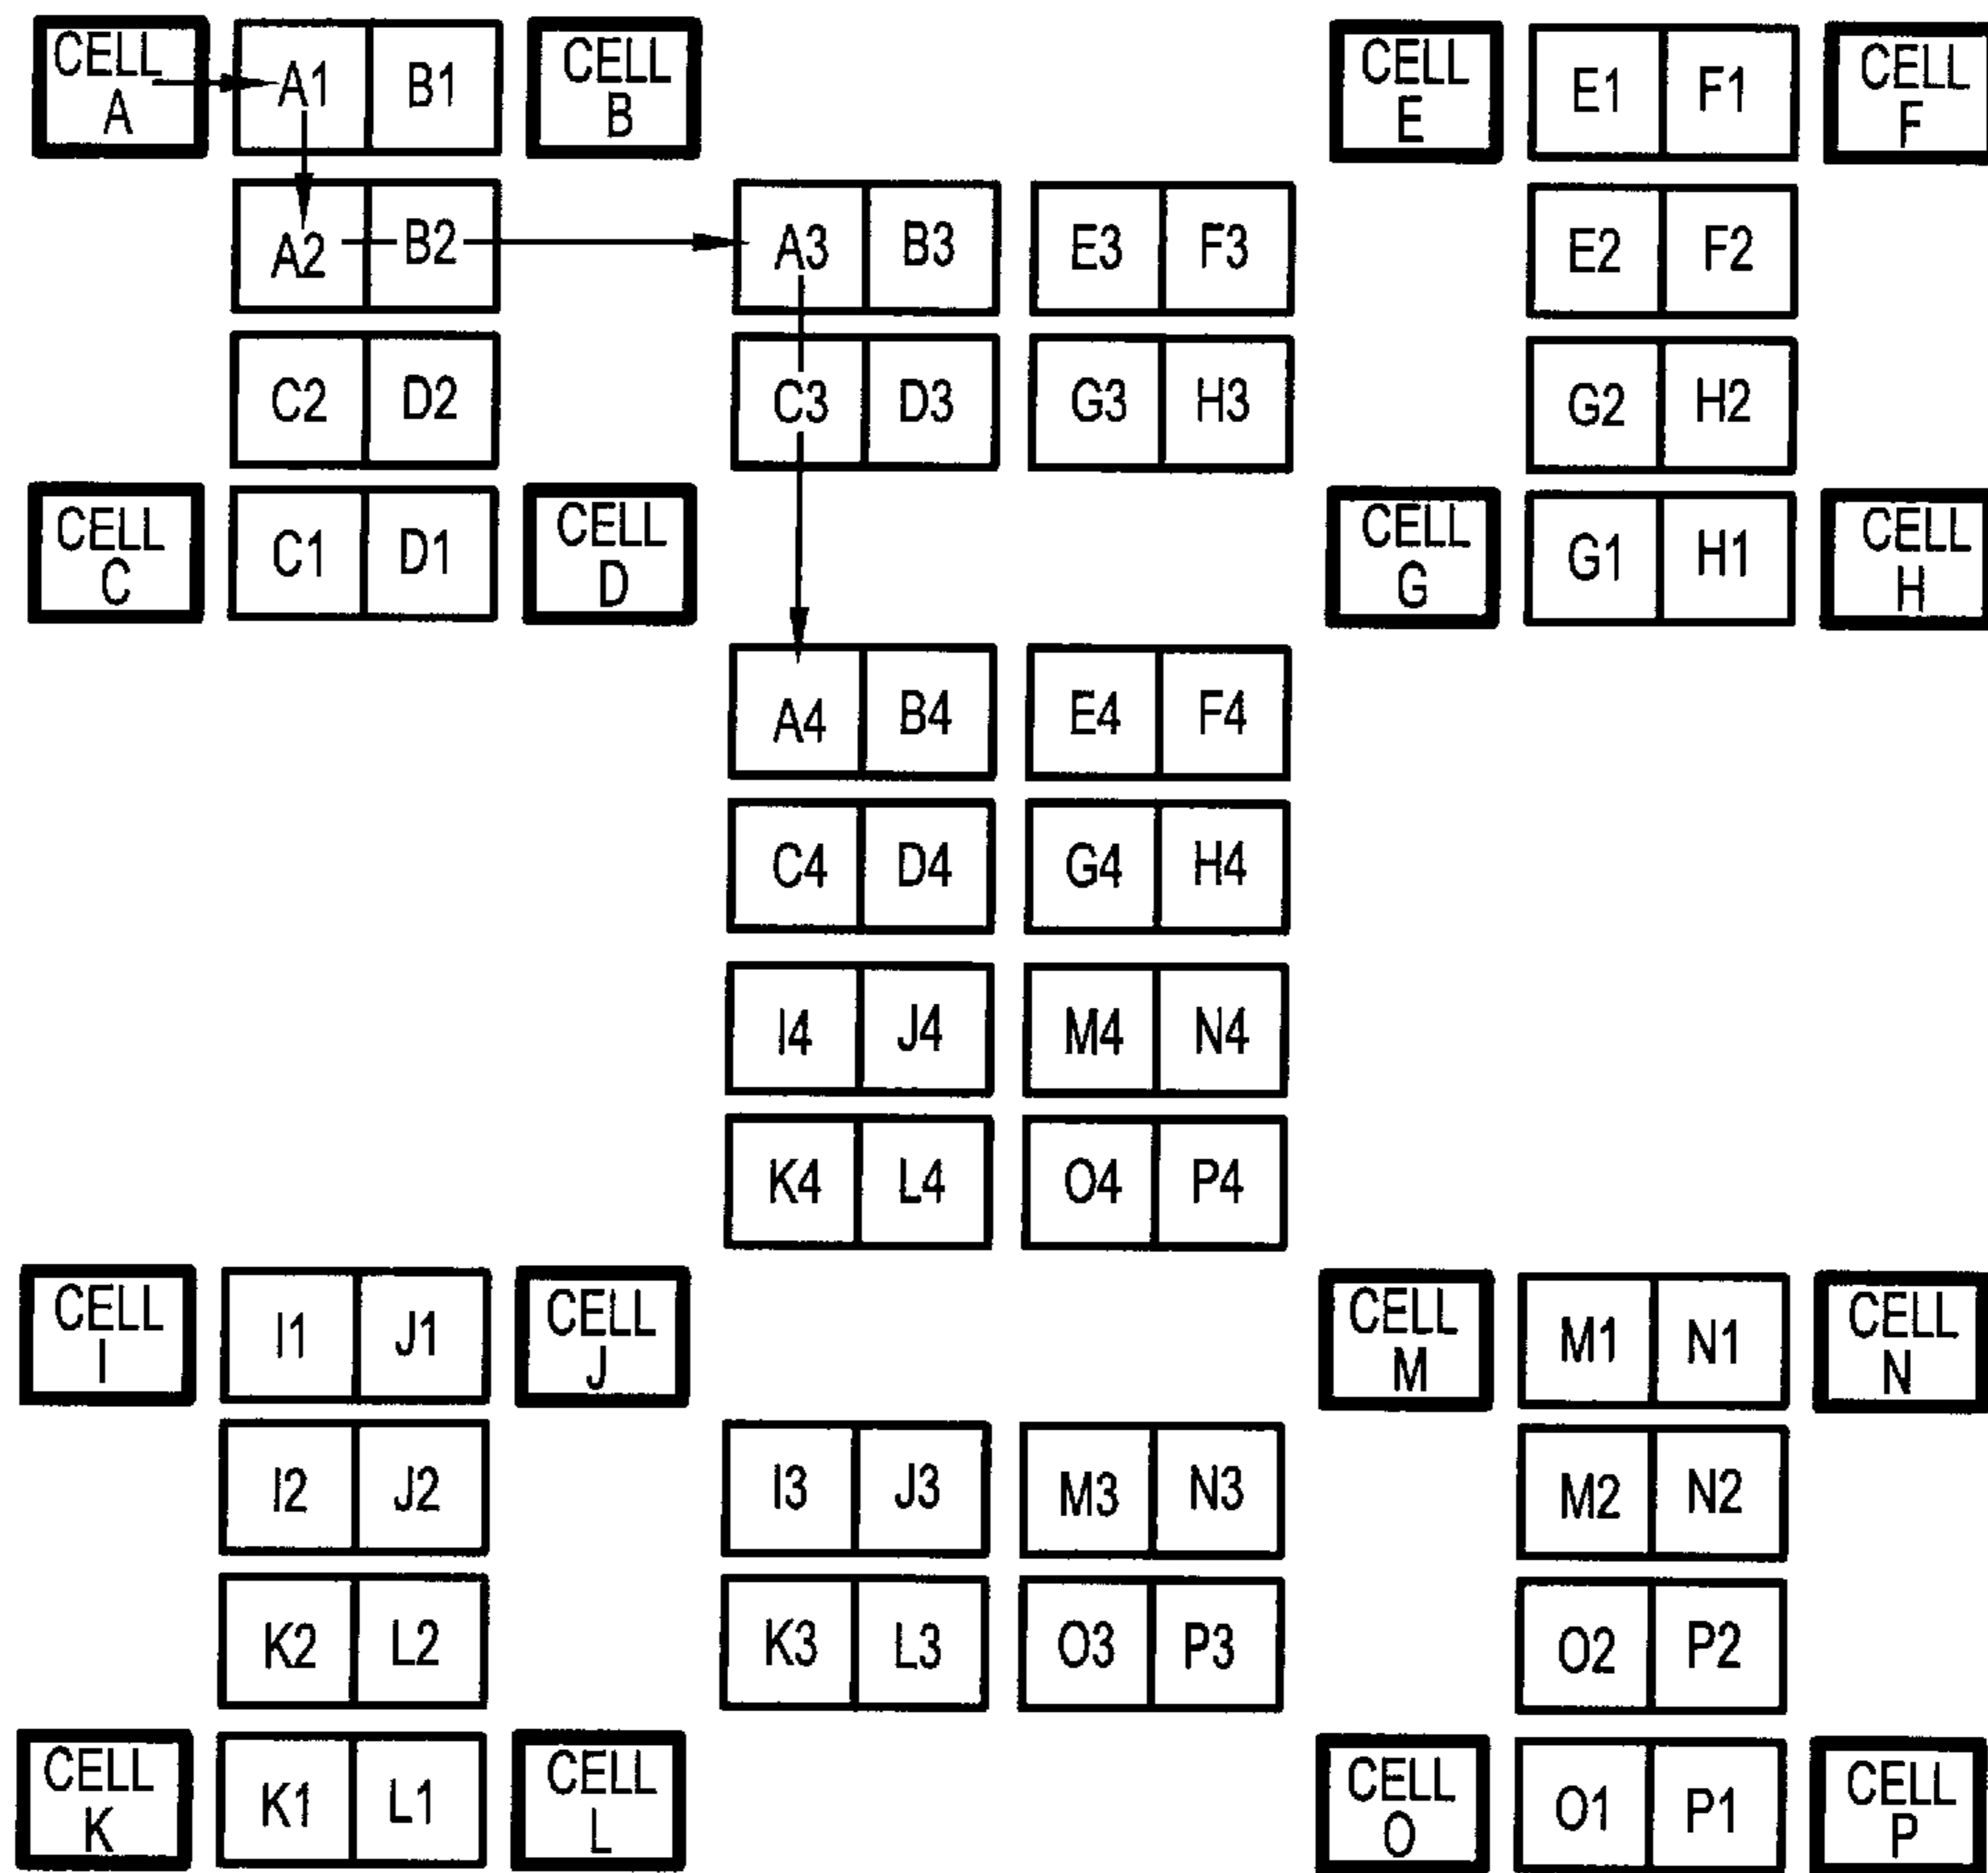 CELL A A1 B1 CELL B CELL E E1 F1 CELL F
A2 B2 A3 B3 E3 F3 E2 F2
C2 D2 C3 D3 G3 H3 G2 H2
CELL C C1 D1 CELL D CELL G G1 H1 CELL H
A4 B4 E4 F4
C4 D4 G4 H4
I4 J4 M4 N4
K4 L4 O4 P4
CELL I I1 J1 CELL J CELL M M1 N1 CELL N
I2 J2 I3 J3 M3 N3 M2 N2
K2 L2 K3 L3 O3 P3 O2 P2
CELL K K1 L1 CELL L CELL O O1 P1 CELL P